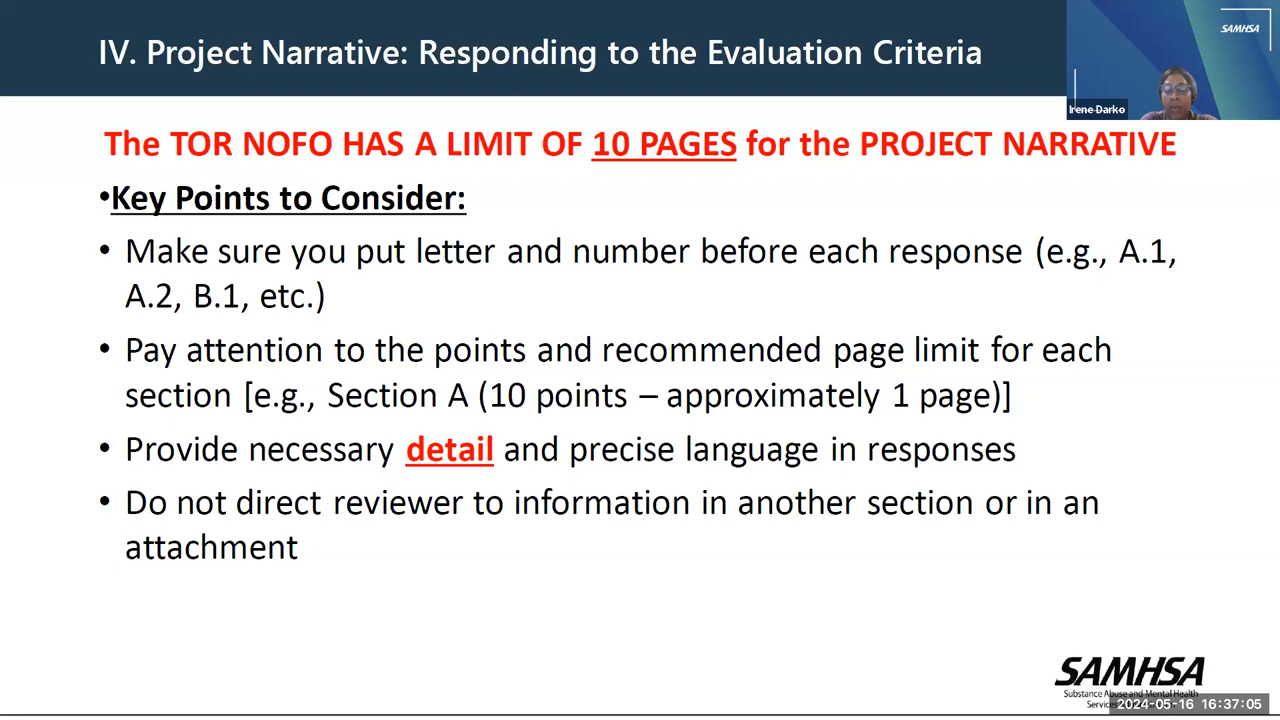 IV. Project Narrative: Responding to the Evaluation Criteria
SAMHSA
Irene Darko
The TOR NOFO HAS A LIMIT OF 10 PAGES for the PROJECT NARRATIVE
•Key Points to Consider:
• Make sure you put letter and number before each response (e.g., A.1,
A.2, B.1, etc.)
• Pay attention to the points and recommended page limit for each
section [e.g., Section A (10 points – approximately 1 page)]
• Provide necessary detail and precise language in responses
• Do not direct reviewer to information in another section or in an
attachment
SAMHSA
Substance Abuse and Mental Health
Services
2024-05-16 16:37:05